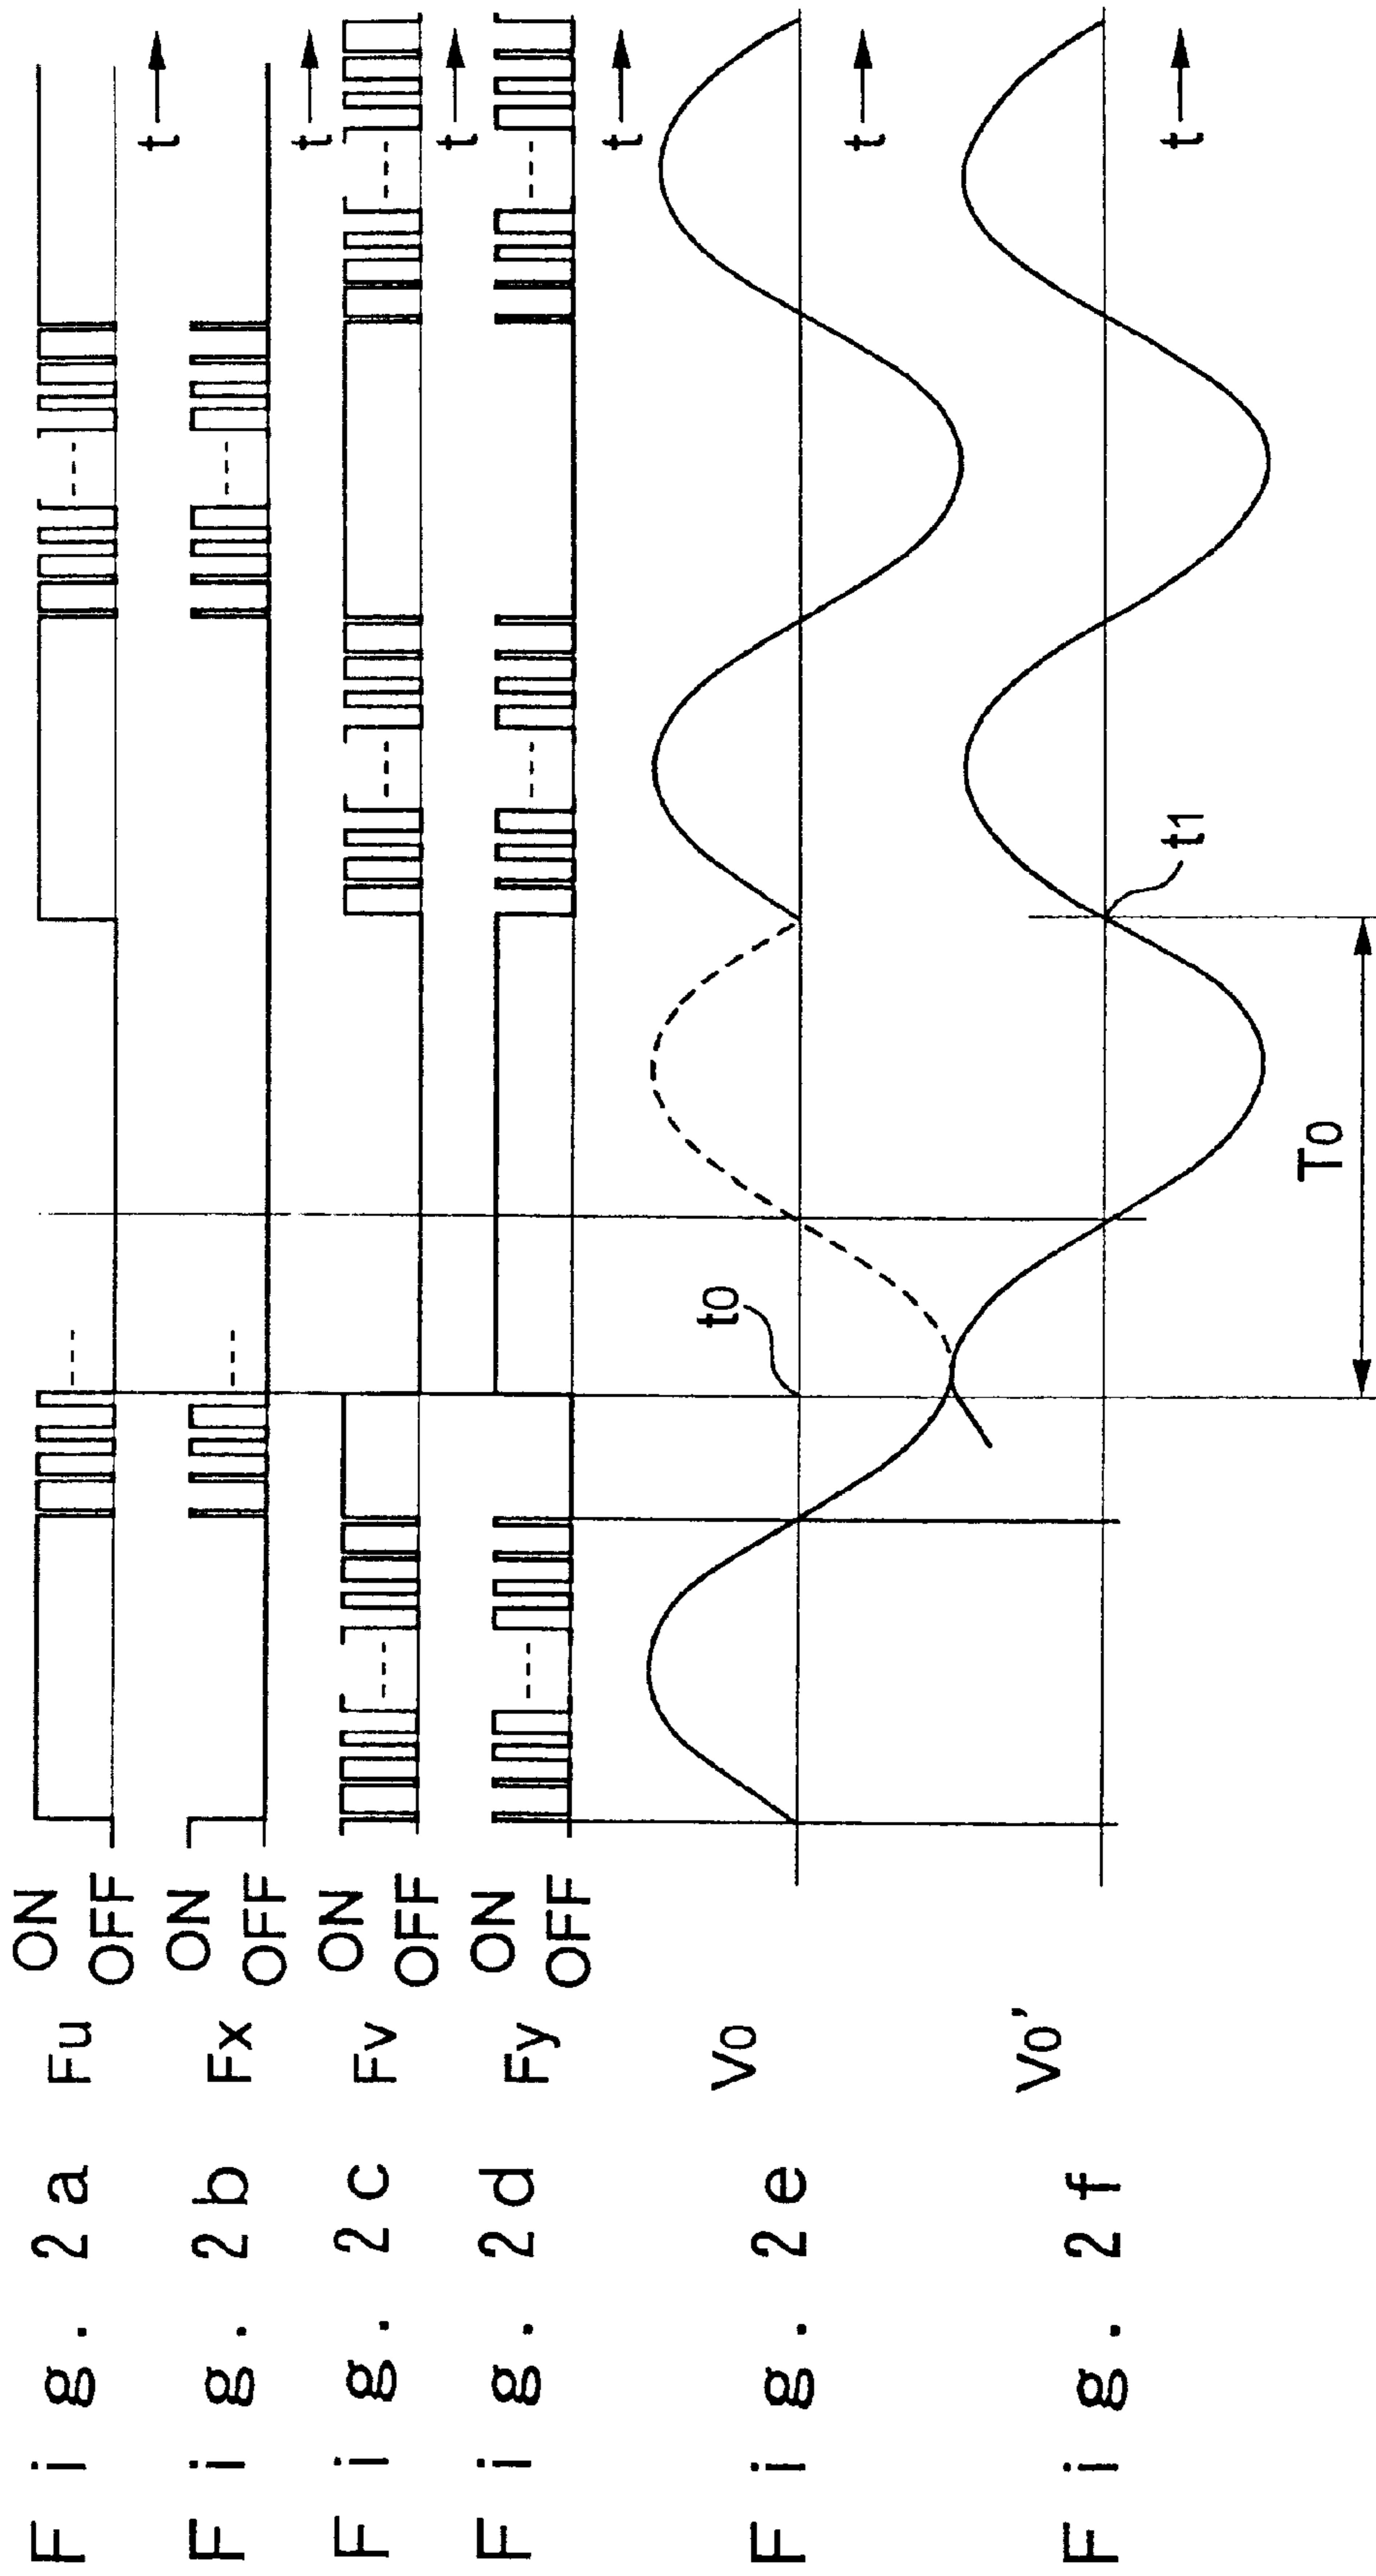 Fig. 2a Fu ON OFF t
Fig. 2b Fx ON OFF t
Fig. 2c Fv ON OFF t
Fig. 2d Fy ON OFF t
Fig. 2e Vo to t
Fig. 2f Vo' t1 t
To